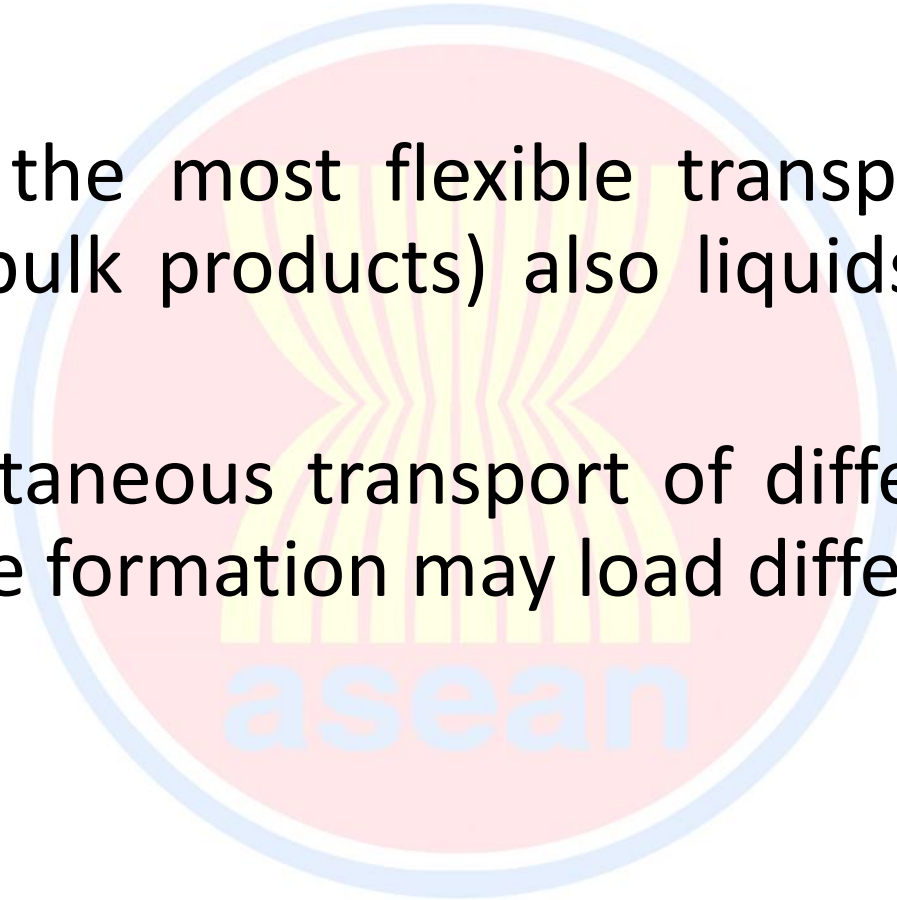 the most flexible transp
bulk products) also liquids
taneous transport of diffe
e formation may load diffe
asean